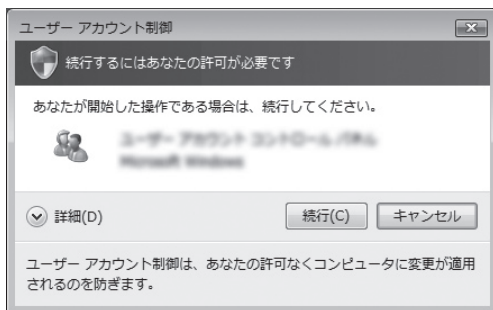 ユーザー アカウント制御
続行するにはあなたの許可が必要です
あなたが開始した操作である場合は、続行してください。
詳細(D)
続行(C)
キャンセル
ユーザー アカウント制御は、あなたの許可なくコンピュータに変更が適用
されるのを防ぎます。